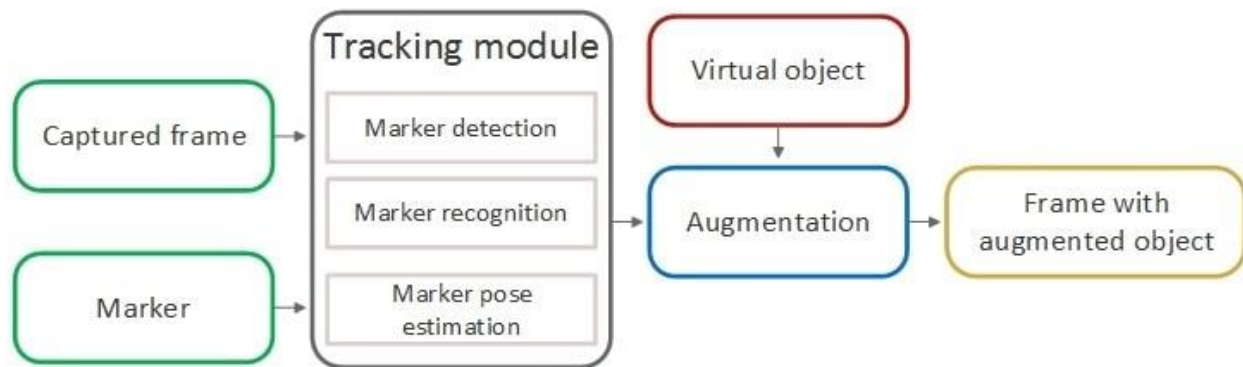 Tracking module
Captured frame
Marker
Marker detection
Marker recognition
Marker pose
estimation
Virtual object
Augmentation
Frame with
augmented object